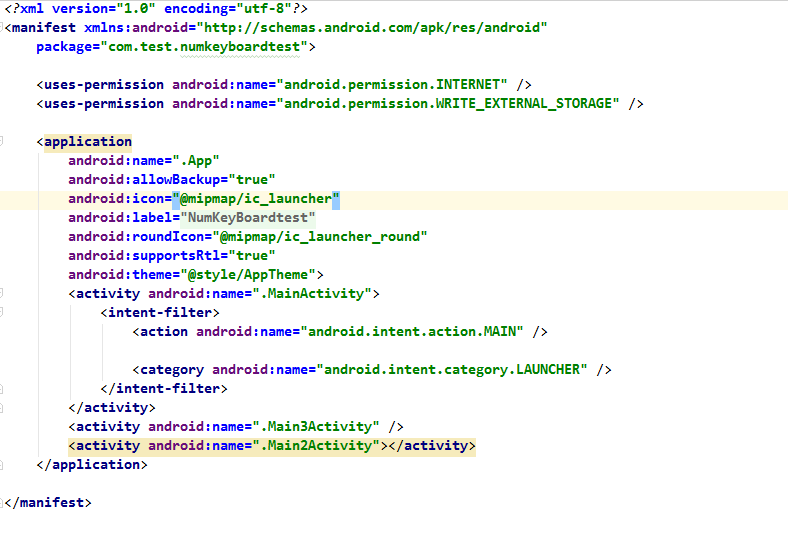 <?xml version="1.0" encoding="utf-8"?>
<manifest xmlns:android="http://schemas.android.com/apk/res/android"
    package="com.test.numkeyboardtest">

    <uses-permission android:name="android.permission.INTERNET" />
    <uses-permission android:name="android.permission.WRITE_EXTERNAL_STORAGE" />

    <application
        android:name=".App"
        android:allowBackup="true"
        android:icon="@mipmap/ic_launcher"
        android:label="NumKeyBoardtest"
        android:roundIcon="@mipmap/ic_launcher_round"
        android:supportsRtl="true"
        android:theme="@style/AppTheme">
        <activity android:name=".MainActivity">
            <intent-filter>
                <action android:name="android.intent.action.MAIN" />

                <category android:name="android.intent.category.LAUNCHER" />
            </intent-filter>
        </activity>
        <activity android:name=".Main3Activity" />
        <activity android:name=".Main2Activity"></activity>
    </application>

</manifest>